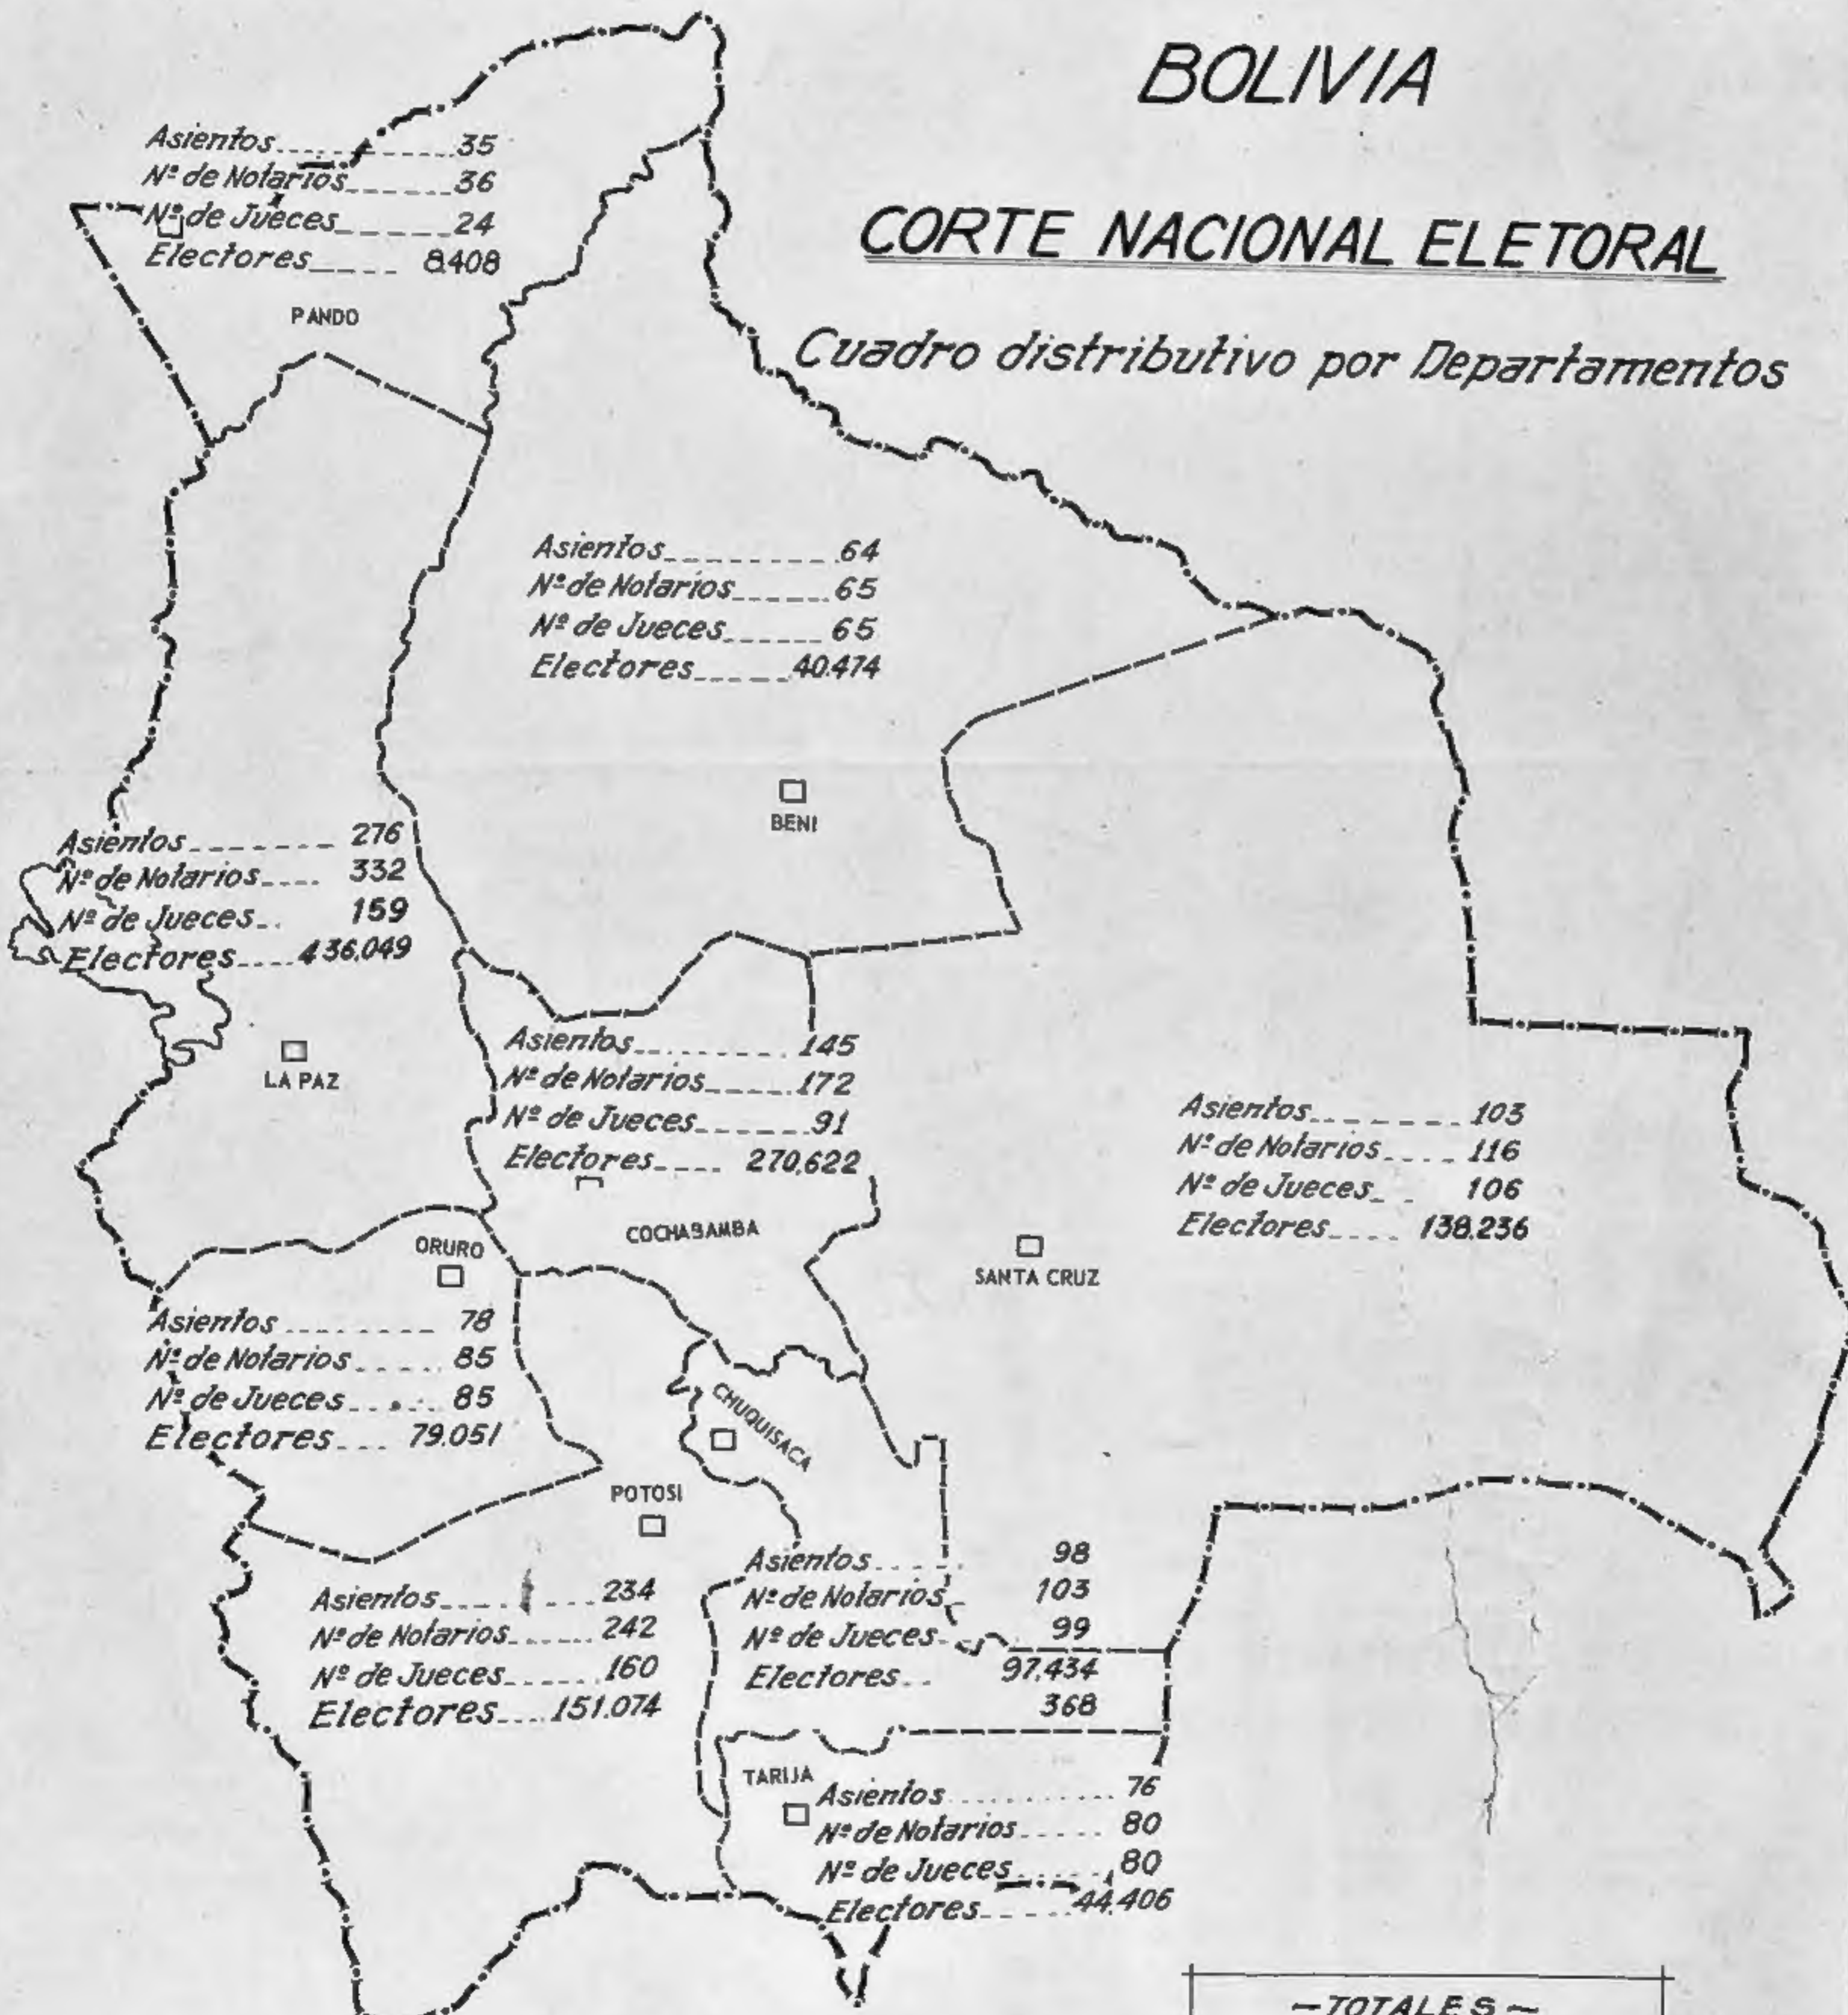 BOLIVIA
CORTE NACIONAL ELETORAL
Cuadro distributivo por Departamentos
Asientos 35
Nº de Notarios 36
Nº de Jueces 24
Electores 8.408
PANDO
Asientos 64
Nº de Notarios 65
Nº de Jueces 65
Electores 40.474
BENI
Asientos 276
Nº de Notarios 332
Nº de Jueces 159
Electores 436.049
LA PAZ
Asientos 145
Nº de Notarios 172
Nº de Jueces 91
Electores 270.622
COCHABAMBA
Asientos 103
Nº de Notarios 116
Nº de Jueces 106
Electores 138.236
SANTA CRUZ
ORURO
Asientos 78
Nº de Notarios 85
Nº de Jueces 85
Electores 79.051
CHUQUISACA
POTOSI
Asientos 234
Nº de Notarios 242
Nº de Jueces 160
Electores 151.074
Asientos 98
Nº de Notarios 103
Nº de Jueces 99
Electores 97.434
368
TARIJA
Asientos 76
Nº de Notarios 80
Nº de Jueces 80
Electores 44.406
-TOTALES-